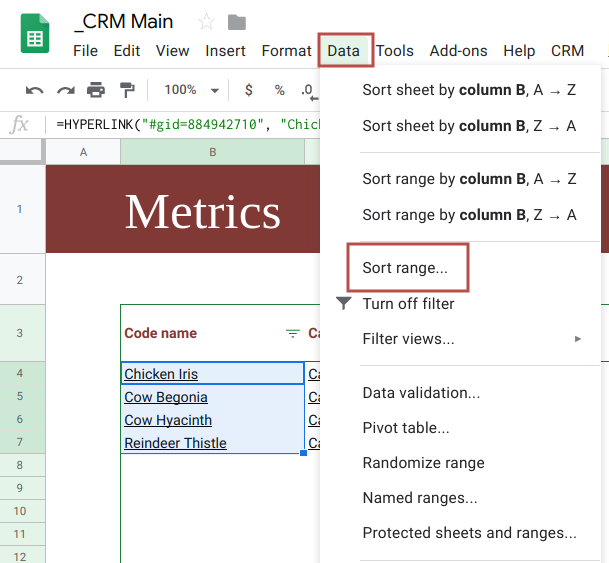 _CRM Main
File Edit View Insert Format Data Tools Add-ons Help CRM
100% $ % .0
fx =HYPERLINK("#gid=884942710", "Chic
A B
1 Metrics
2
3 Code name Ca
4 Chicken Iris Ca
5 Cow Begonia Ca
6 Cow Hyacinth Ca
7 Reindeer Thistle Ca
8
9
10
11
12
Sort sheet by column B, A → Z
Sort sheet by column B, Z → A
Sort range by column B, A → Z
Sort range by column B, Z → A
Sort range...
Turn off filter
Filter views...
Data validation...
Pivot table...
Randomize range
Named ranges...
Protected sheets and ranges...